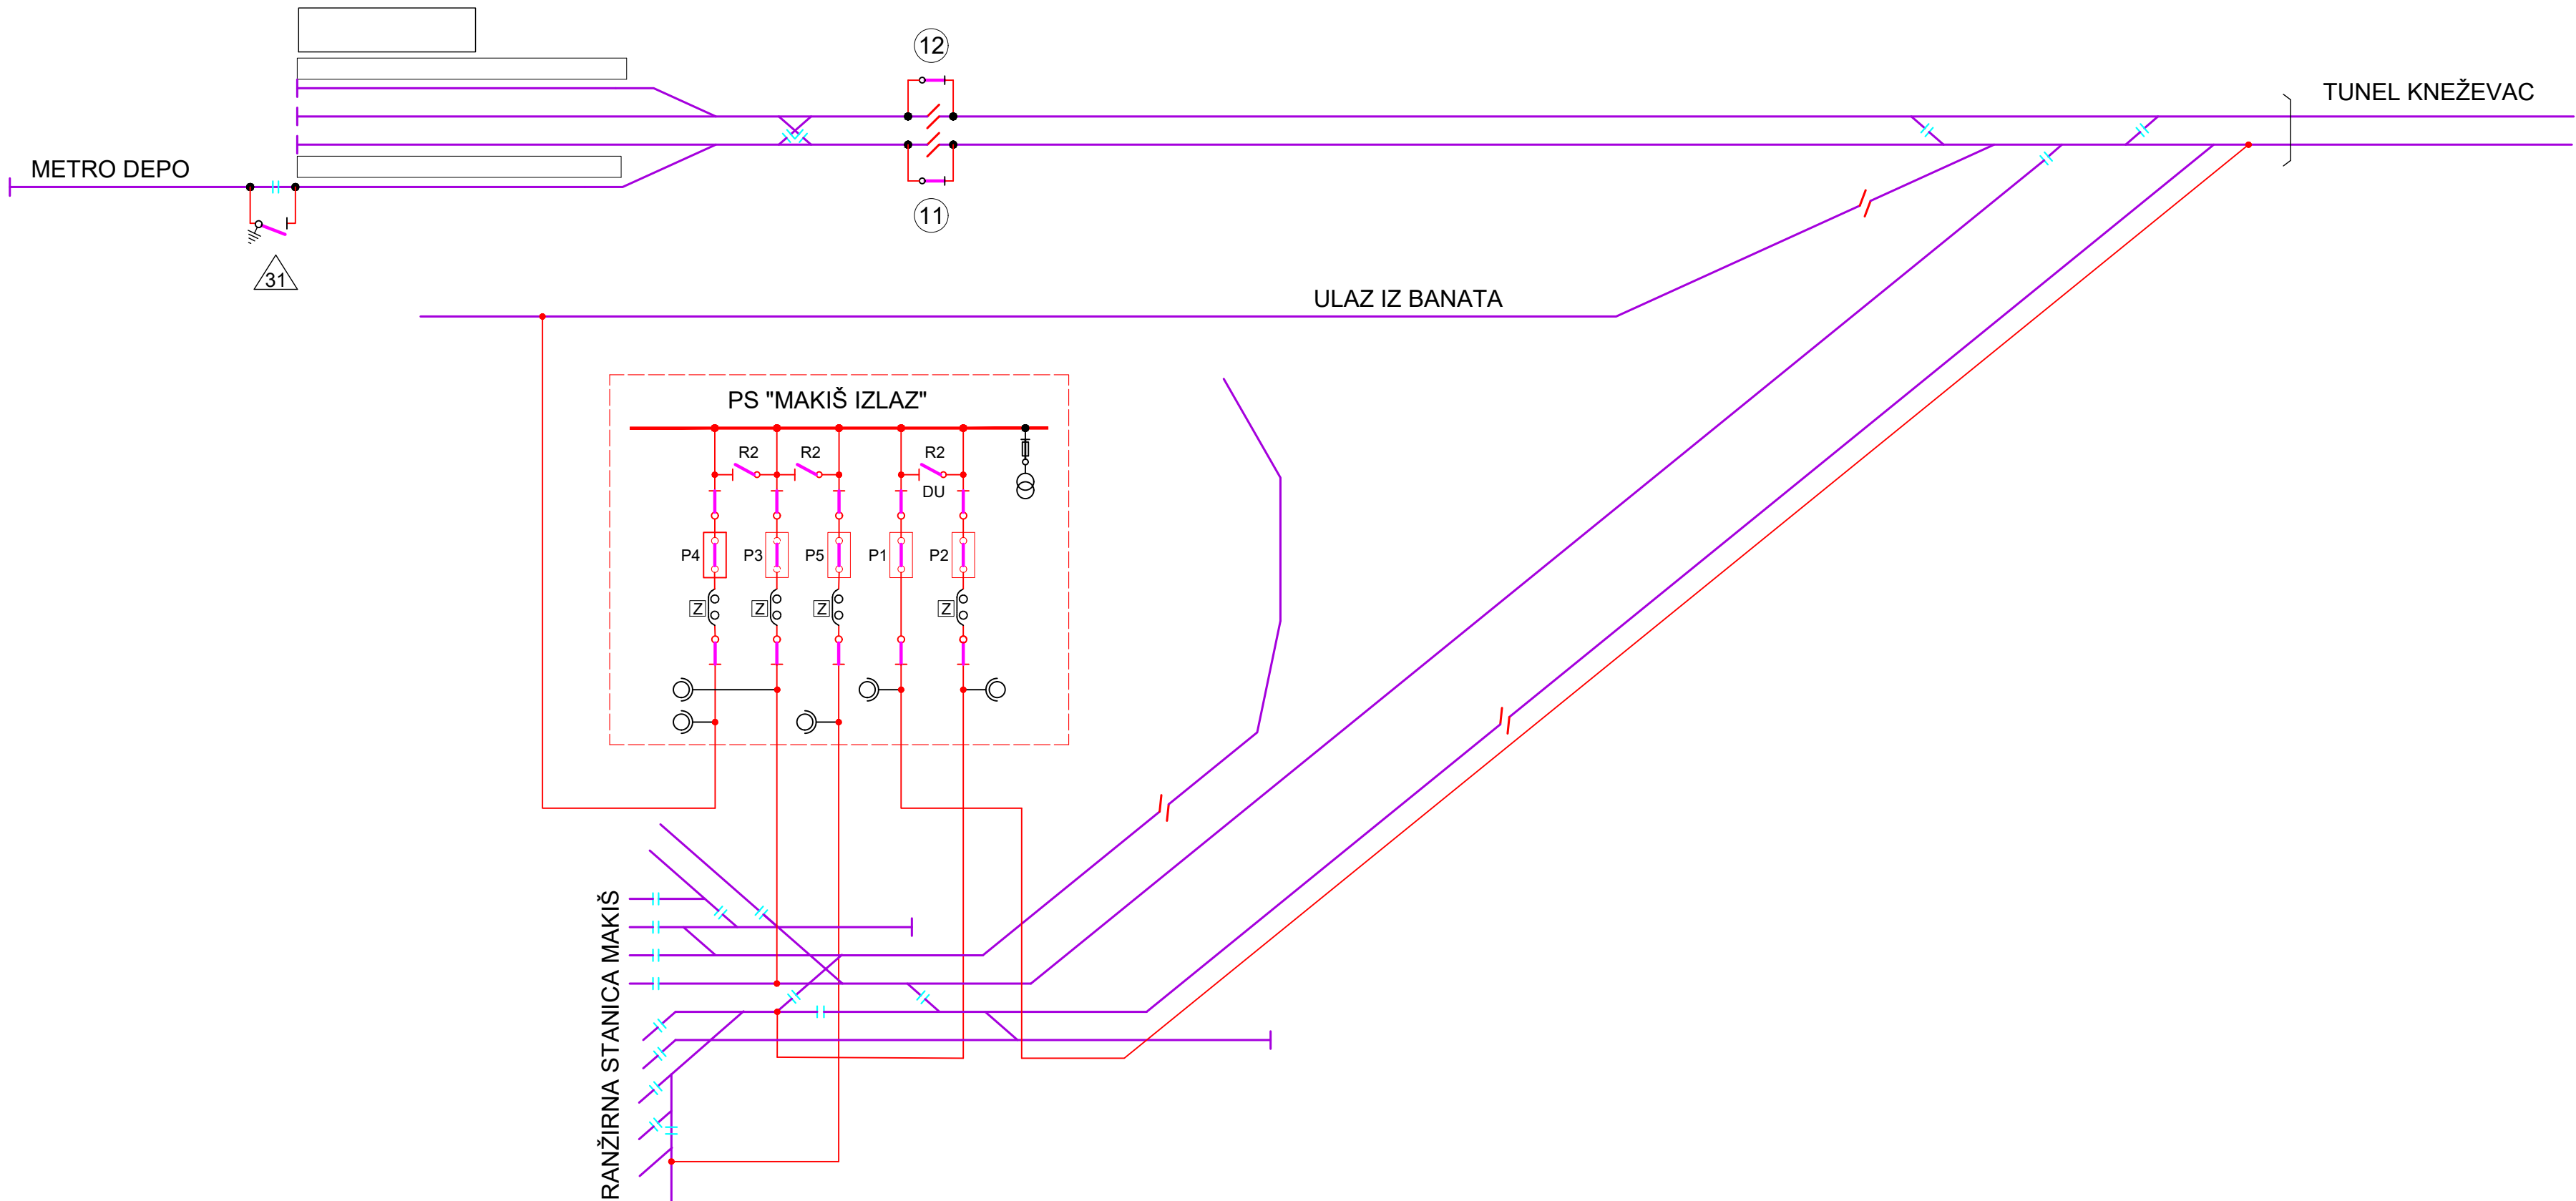 12
TUNEL KNEŽEVAC
METRO DEPO
11
31
ULAZ IZ BANATA
PS "MAKIŠ IZLAZ"
R2 R2 R2
DU
P4 P3 P5 P1 P2
Z Z Z Z
RANŽIRNA STANICA MAKIŠ